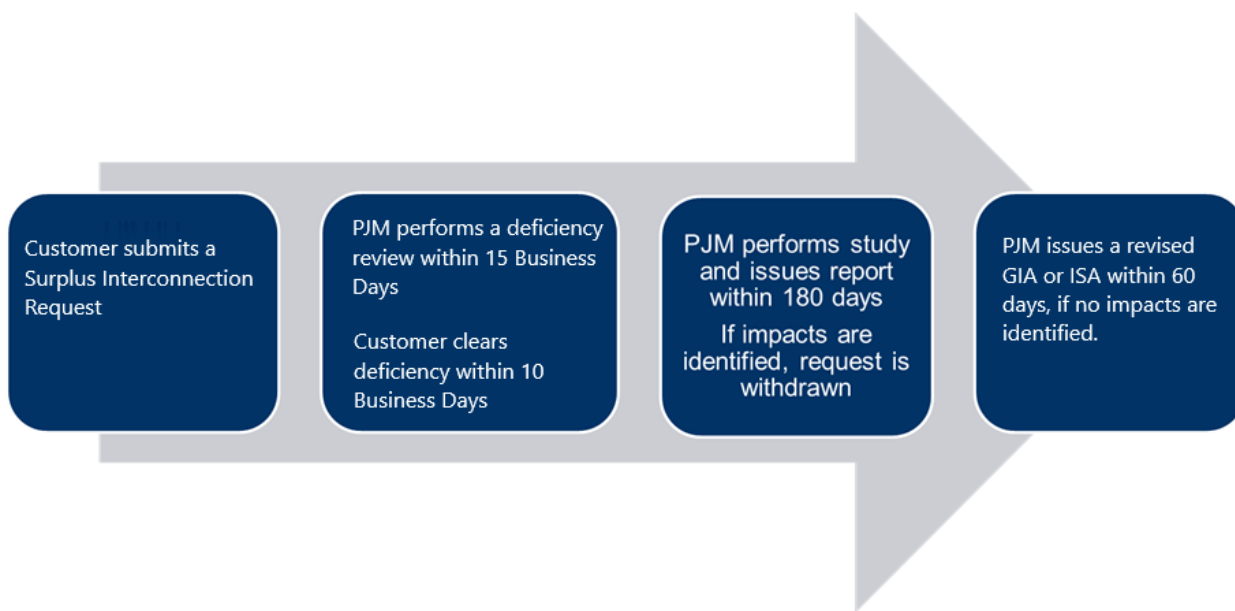 Customer submits a
Surplus Interconnection
Request
PJM performs a deficiency
review within 15 Business
Days
Customer clears
deficiency within 10
Business Days
PJM performs study
and issues report
within 180 days
If impacts are
identified, request is
withdrawn
PJM issues a revised
GIA or ISA within 60
days, if no impacts are
identified.